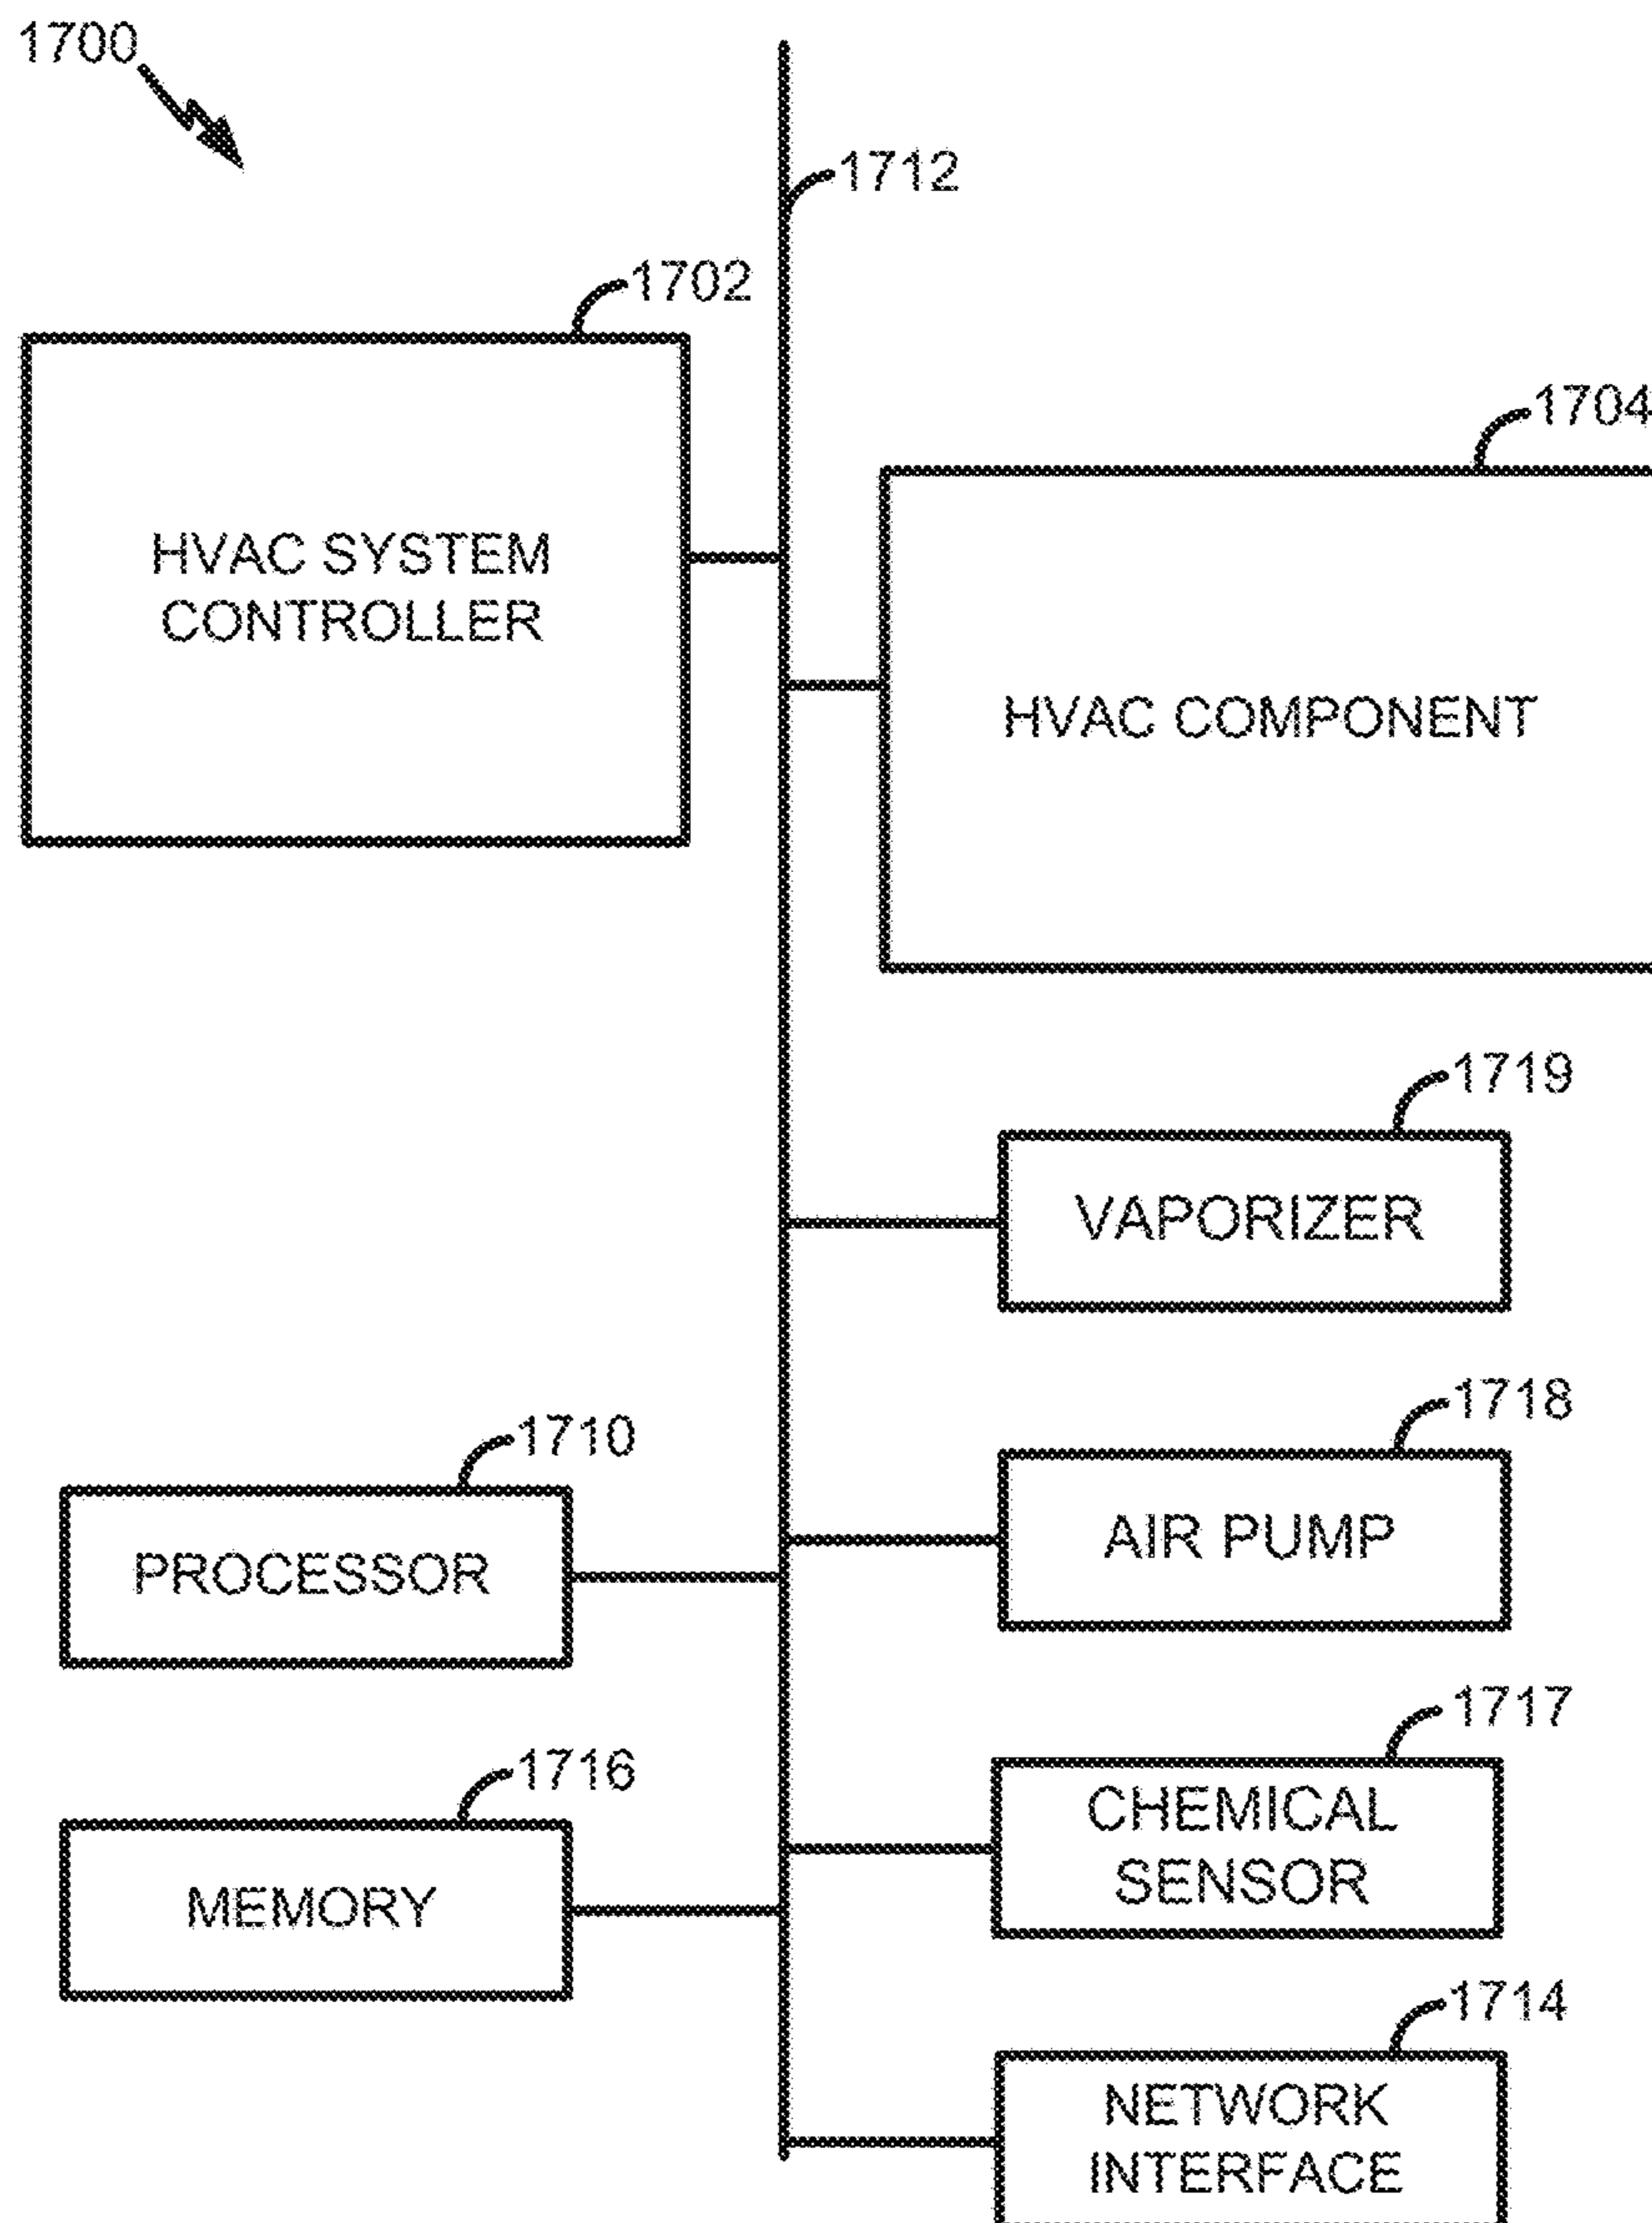 1700
1712
1702
HVAC SYSTEM
CONTROLLER
1704
HVAC COMPONENT
1719
VAPORIZER
1718
AIR PUMP
1710
PROCESSOR
1717
CHEMICAL
SENSOR
1716
MEMORY
1714
NETWORK
INTERFACE